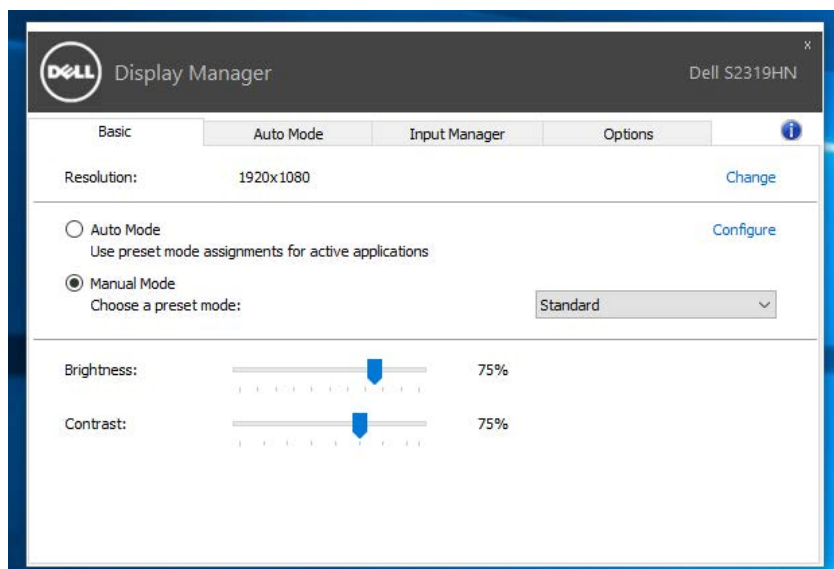 x
DELL Display Manager Dell S2319HN
Basic Auto Mode Input Manager Options i
Resolution: 1920x1080 Change
Auto Mode Configure
Use preset mode assignments for active applications
Manual Mode
Choose a preset mode: Standard
Brightness: 75%
Contrast: 75%